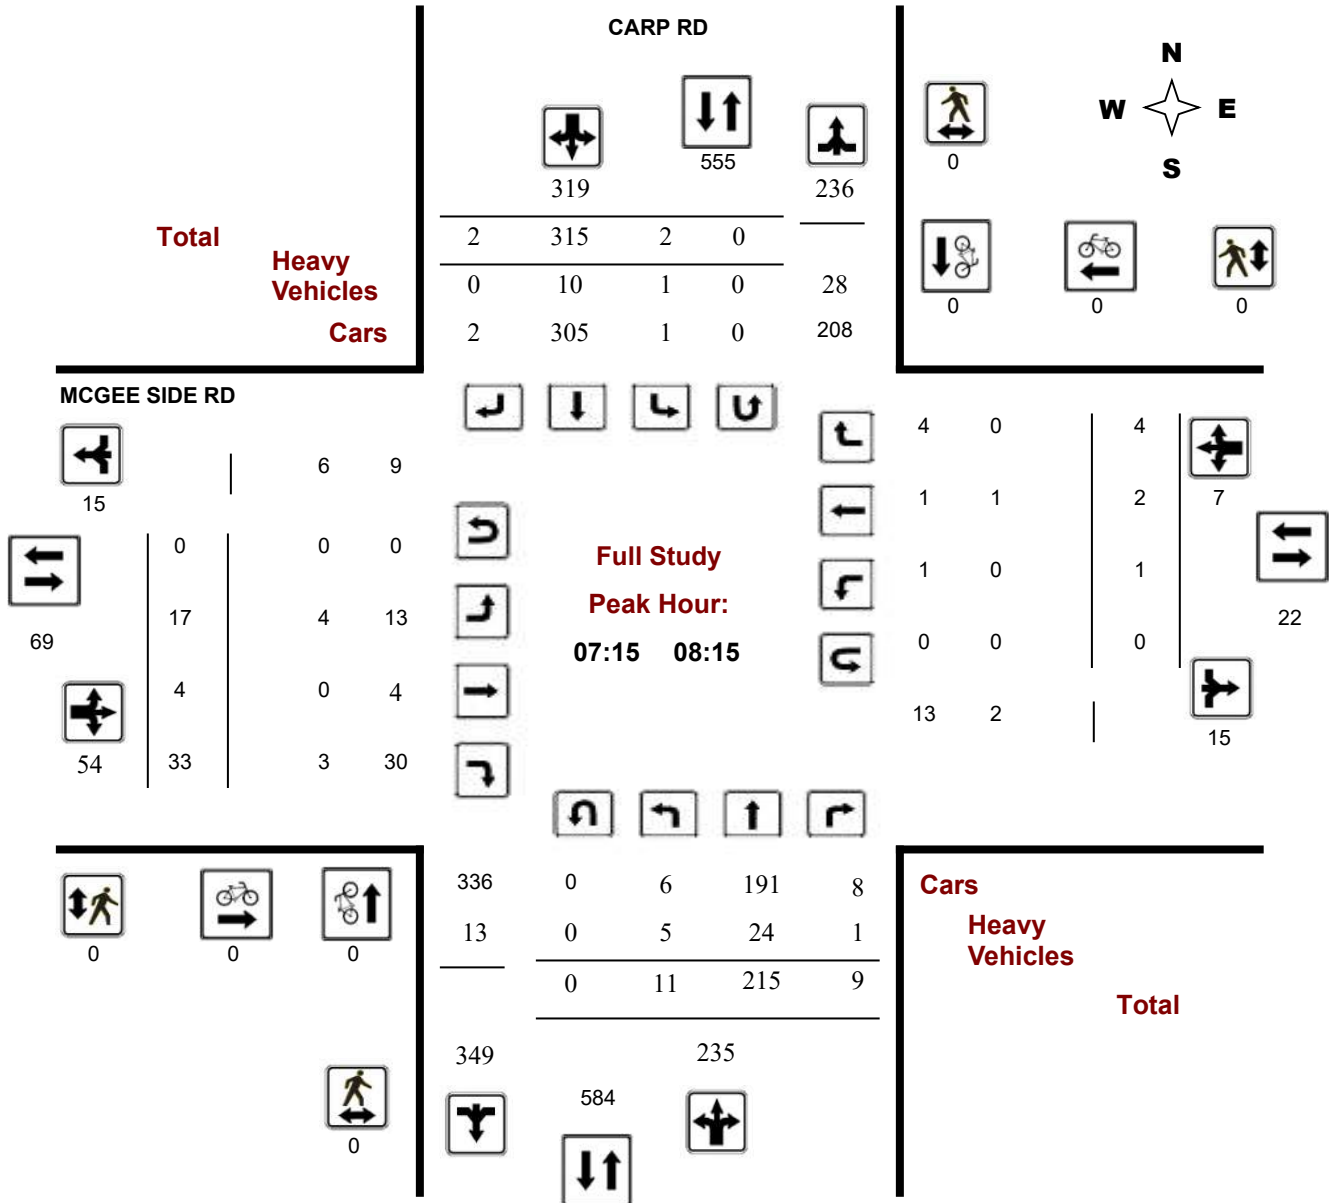 CARP RD
N
W E
S
555
0
319 236
Total
2 315 2 0
Heavy
Vehicles
0 10 1 0 28
0 0 0
Cars
2 305 1 0 208
MCGEE SIDE RD
4 0 4
6 9
15
1 1 2 7
0 0 0
Full Study
1 0 1
17 4 13
Peak Hour:
22
69
07:15 08:15
0 0 0
4 0 4
13 2
15
54 33 3 30
336 0 6 191 8
Cars
13 0 5 24 1
Heavy
Vehicles
0 0 0
0 11 215 9
Total
349 235
584
0